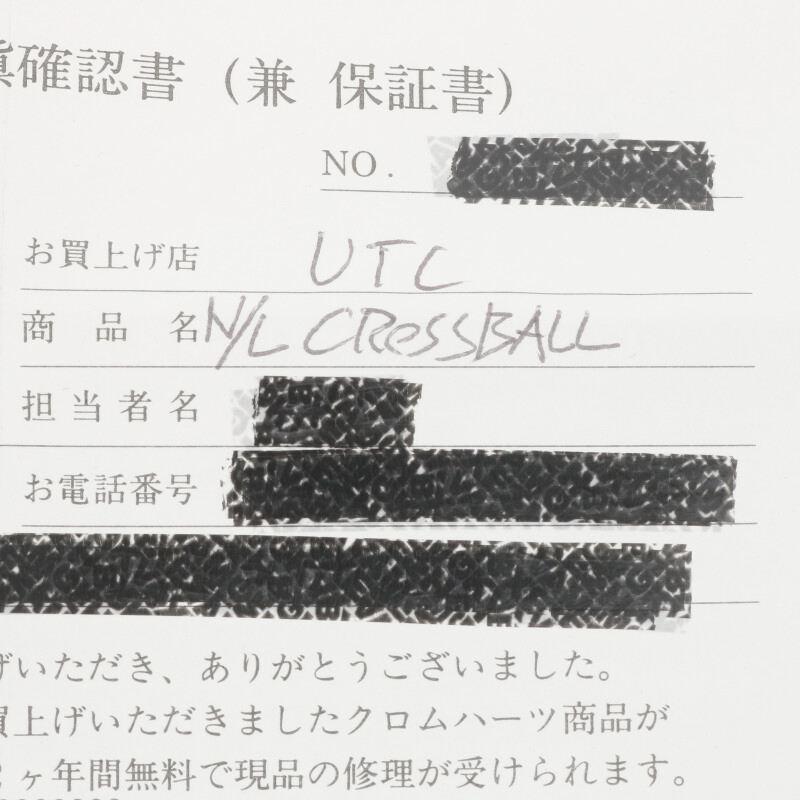 確認書 (兼 保証書)
NO.
お買上げ店 UTC
商品名 N/L CROSSBALL
担当者名
お電話番号
げいただき、ありがとうございました。
買上げいただきましたクロムハーツ商品が
ヶ年間無料で現品の修理が受けられます。